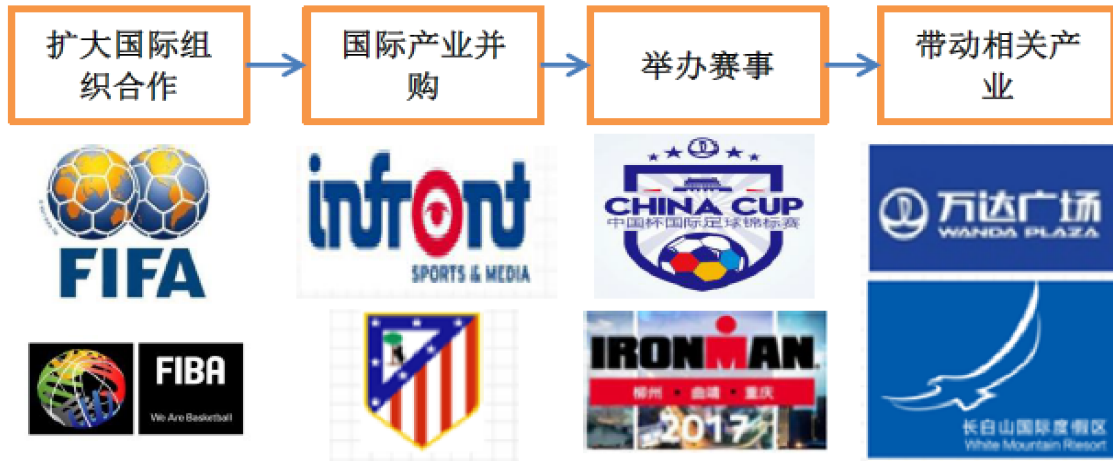 扩大国际组
织合作
国际产业并
购
举办赛事
带动相关产
业
FIFA
FIBA
We Are Basketball
infront
SPORTS & MEDIA
CHINA CUP
中国杯国际足球锦标赛
IRONMAN
柳州·曲靖·重庆
2017
万达广场
WANDA PLAZA
长白山国际度假区
White Mountain Riesort